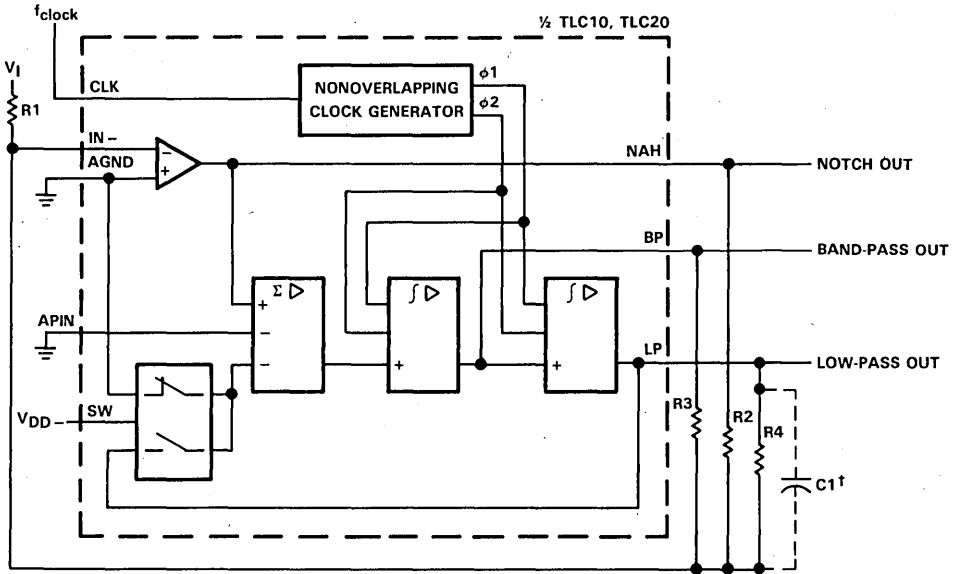 fclock
½ TLC10, TLC20
VI
R1
CLK
NONOVERLAPPING
CLOCK GENERATOR
ϕ1
ϕ2
IN −
AGND
−
+
NAH
NOTCH OUT
BP
BAND-PASS OUT
Σ ▷
∫ ▷
∫ ▷
+
APIN
−
−
+
+
LP
LOW-PASS OUT
VDD −
SW
R3
R2
R4
C1†